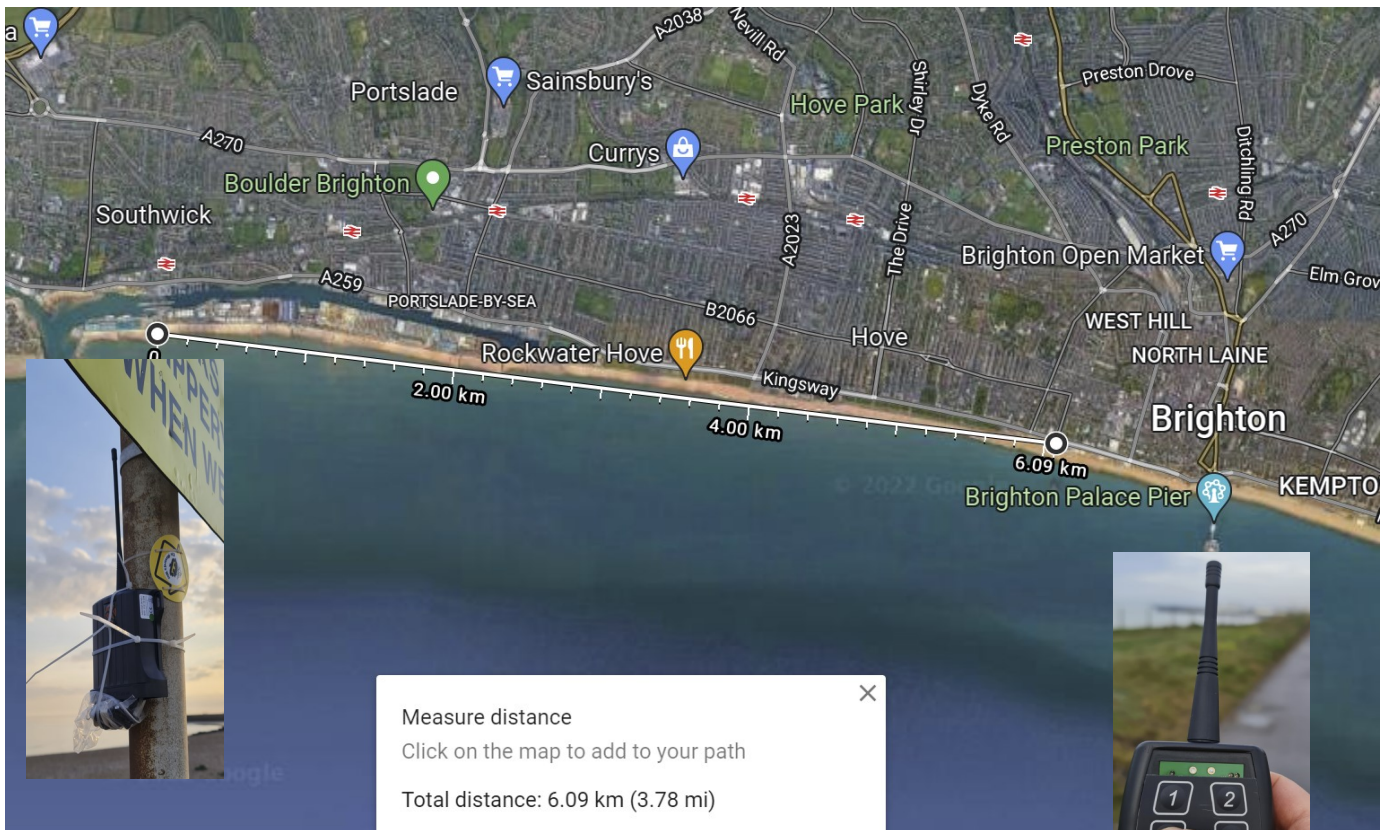 a
A2038
Nevill Rd
Portslade
Sainsbury's
Shirley Dr
Preston Drove
Hove Park
Dyke Rd
A270
Currys
Preston Park
Ditchling Rd
Boulder Brighton
Southwick
A2023
The Drive
Brighton Open Market
A270
Elm Grov
A259
PORTSLADE-BY-SEA
B2066
WEST HILL
Hove
Rockwater Hove
NORTH LAINE
0
Kingsway
2.00 km
Brighton
4.00 km
6.09 km
© 2022 Goog
Brighton Palace Pier
KEMPTO
PPER
WHEN WE
Measure distance
Click on the map to add to your path
Total distance: 6.09 km (3.78 mi)
oogle
1 2